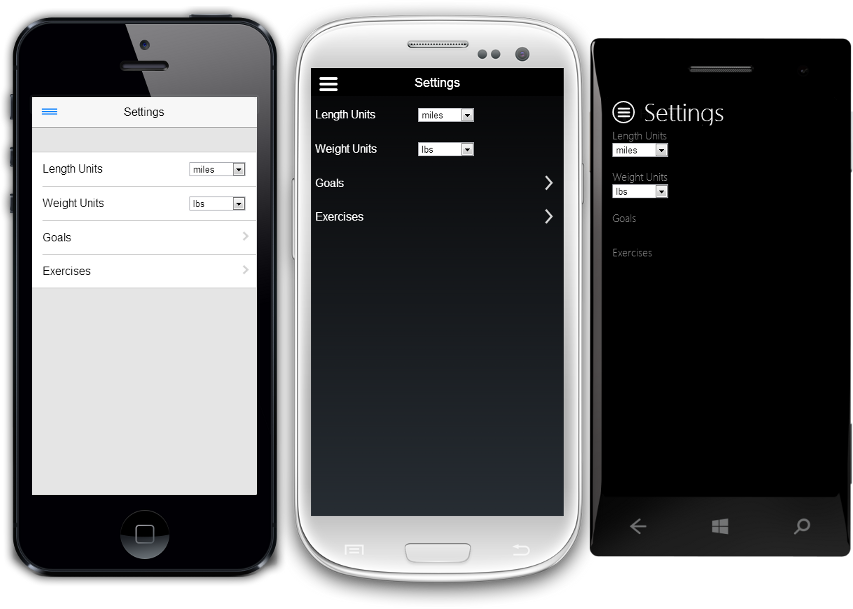 Settings
Length Units miles
Weight Units lbs
Goals
Exercises
Settings
Length Units miles
Weight Units lbs
Goals
Exercises
Settings
Length Units
miles
Weight Units
lbs
Goals
Exercises